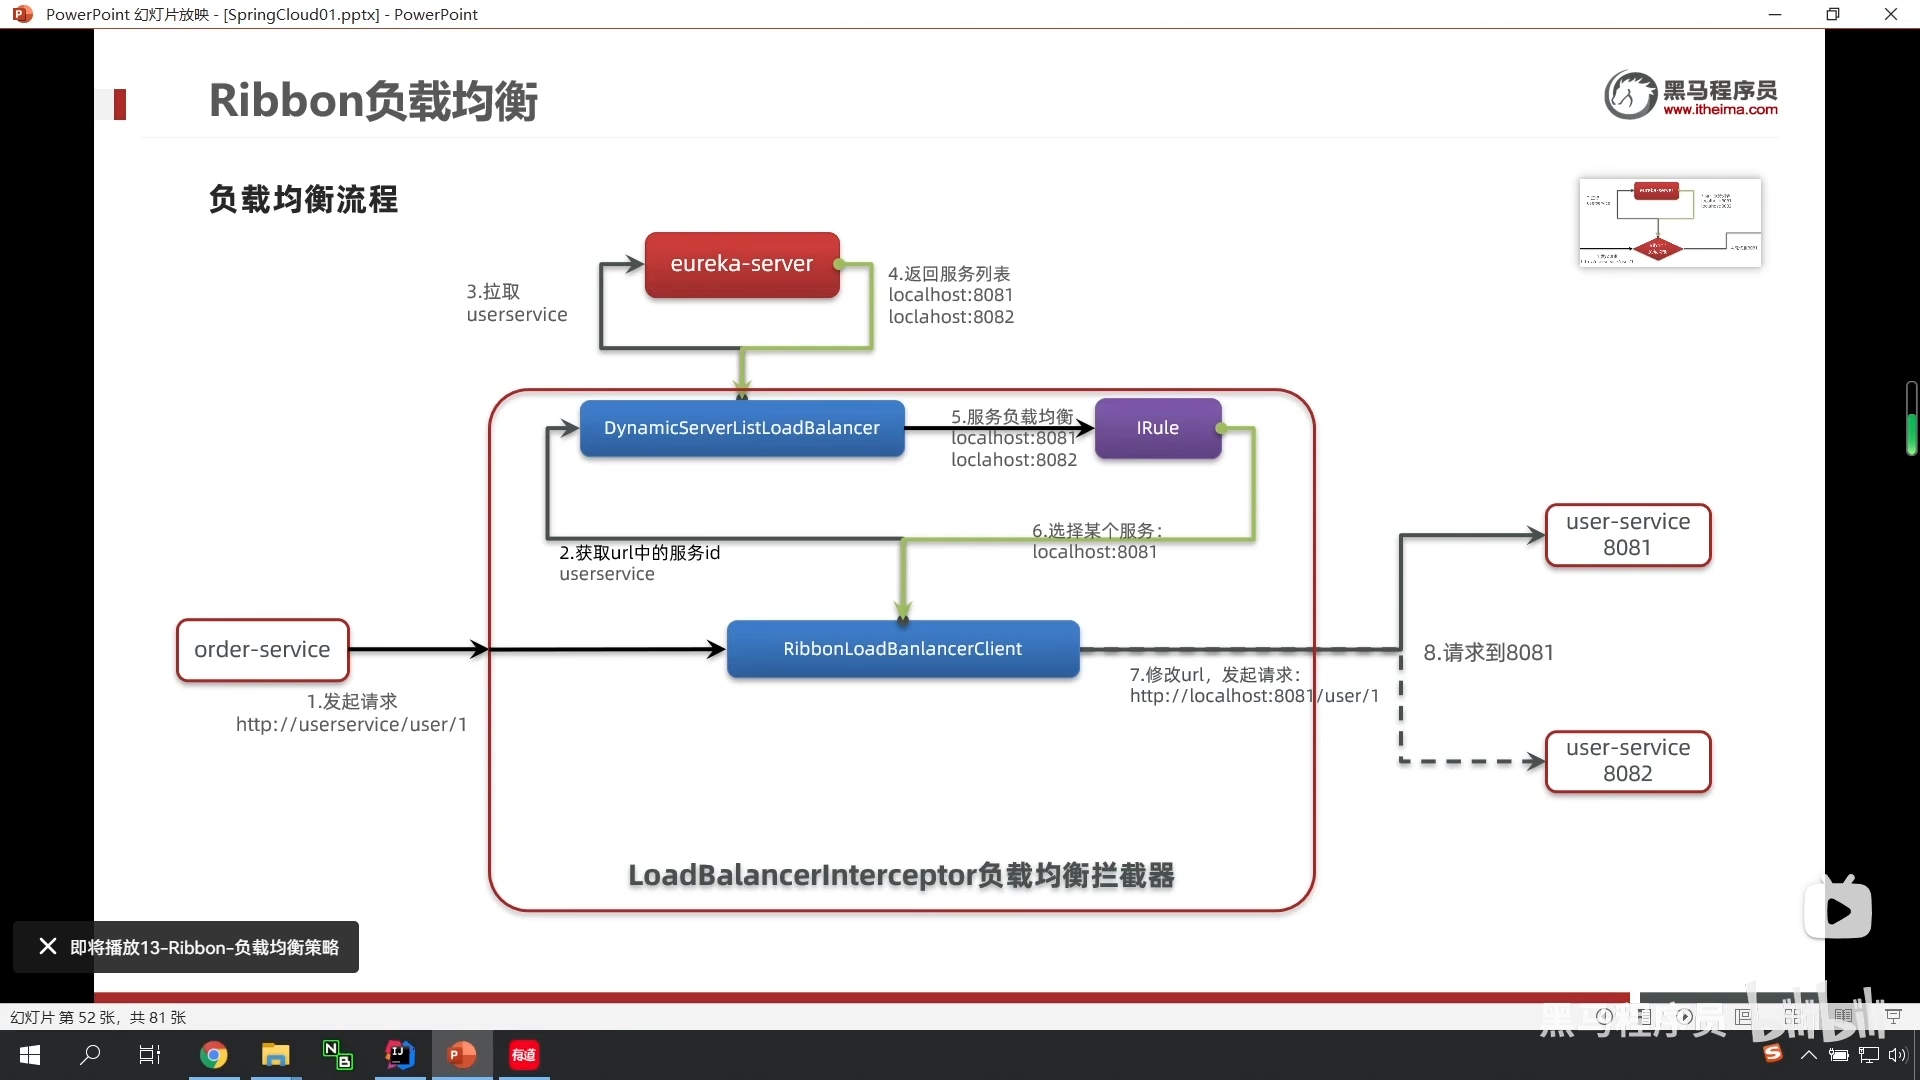 PowerPoint 幻灯片放映 - [SpringCloud01.pptx] - PowerPoint
Ribbon负载均衡
黑马程序员
www.itheima.com
负载均衡流程
eureka-server
3.拉取
userservice
4.返回服务列表
localhost:8081
loclahost:8082
DynamicServerListLoadBalancer
5.服务负载均衡
localhost:8081
loclahost:8082
IRule
2.获取url中的服务id
userservice
6.选择某个服务：
localhost:8081
user-service
8081
order-service
1.发起请求
http://userservice/user/1
RibbonLoadBanlancerClient
7.修改url，发起请求：
http://localhost:8081/user/1
8.请求到8081
user-service
8082
LoadBalancerInterceptor负载均衡拦截器
即将播放13-Ribbon-负载均衡策略
幻灯片 第 52 张，共 81 张
黑马程序员
bilibili
有道